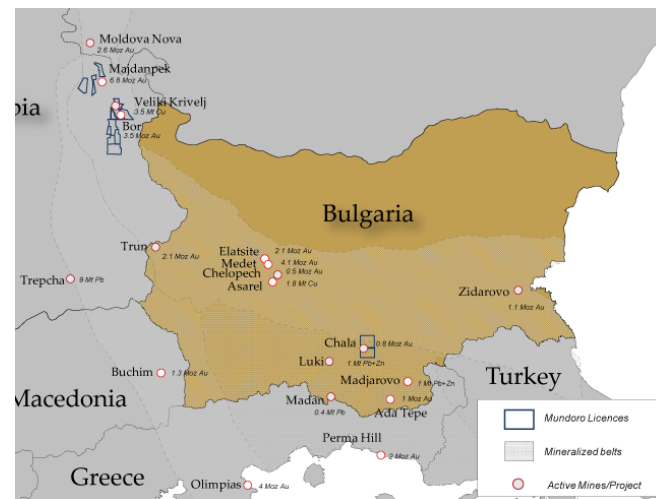 Moldova Nova
2.6 Moz Au
Majdanpek
6.8 Moz Au
bia
Veliki Krivelj
3.5 Mt Cu
Bor
3.5 Moz Au
Bulgaria
Trun
2.1 Moz Au
Elatsite
2.1 Moz Au
Medet
4.1 Moz Au
Chelopech
0.5 Moz Au
Asarel
1.8 Mt Cu
Trepcha
9 Mt Pb
Zidarovo
1.1 Moz Au
Chala
0.6 Moz Au
1 Mt Pb+Zn
Luki
Buchim
1.3 Moz Au
Madjarovo
1 Mt Pb+Zn
Turkey
Macedonia
Madan
0.4 Mt Pb
Ada Tepe
1 Moz Au
Perma Hill
2 Moz Au
Greece
Olimpias
4 Moz Au
Mundoro Licences
Mineralized belts
Active Mines/Project